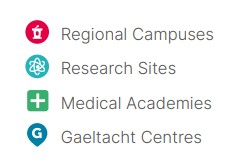 Regional Campuses
Research Sites
Medical Academies
G Gaeltacht Centres